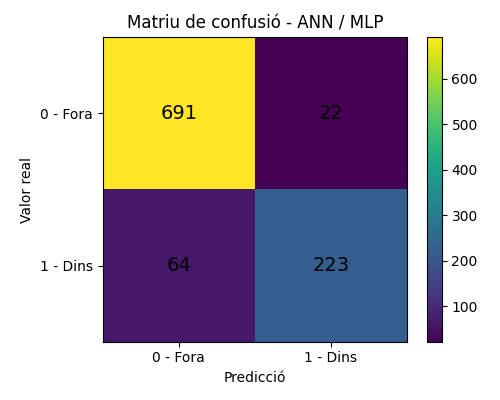 Matriu de confusió - ANN / MLP
0 - Fora
691
22
1 - Dins
64
223
0 - Fora
1 - Dins
Predicció
Valor real
600
500
400
300
200
100